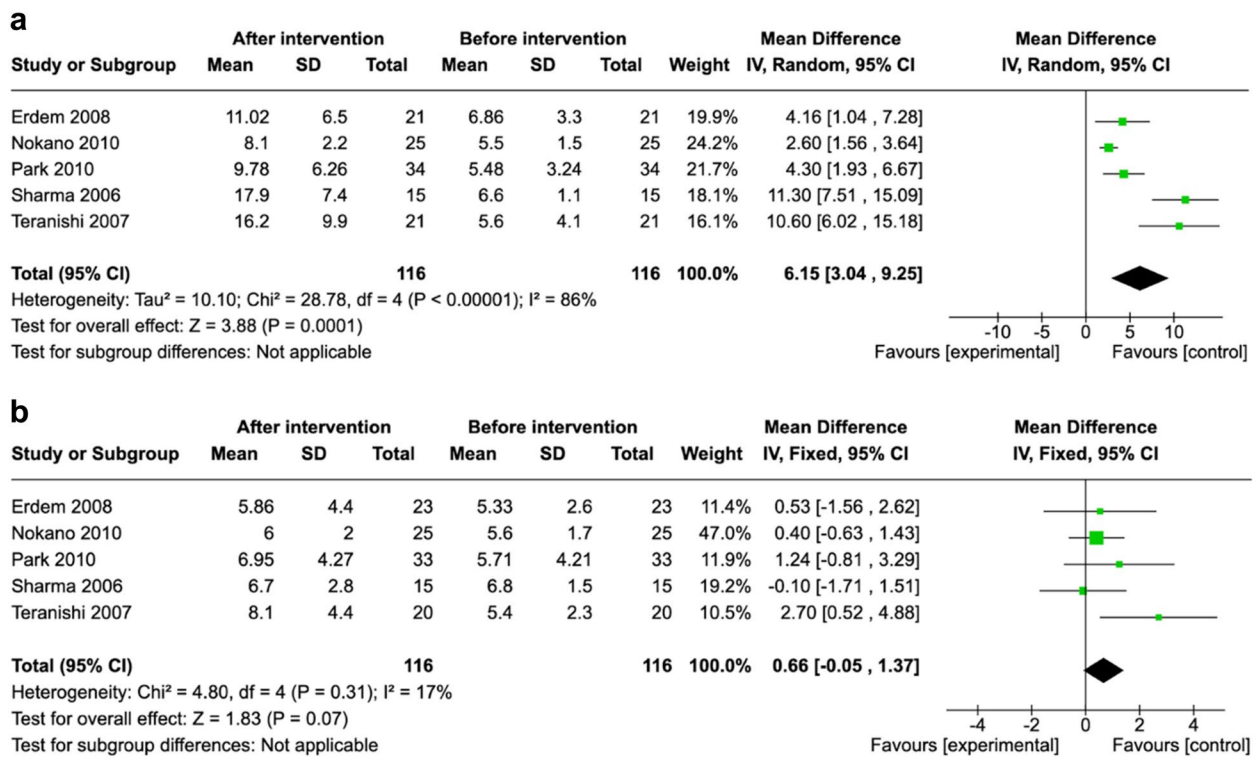 a
After intervention Before intervention Mean Difference Mean Difference
Study or Subgroup Mean SD Total Mean SD Total Weight IV, Random, 95% CI IV, Random, 95% CI
Erdem 2008 11.02 6.5 21 6.86 3.3 21 19.9% 4.16 [1.04 , 7.28]
Nokano 2010 8.1 2.2 25 5.5 1.5 25 24.2% 2.60 [1.56 , 3.64]
Park 2010 9.78 6.26 34 5.48 3.24 34 21.7% 4.30 [1.93 , 6.67]
Sharma 2006 17.9 7.4 15 6.6 1.1 15 18.1% 11.30 [7.51 , 15.09]
Teranishi 2007 16.2 9.9 21 5.6 4.1 21 16.1% 10.60 [6.02 , 15.18]
Total (95% CI) 116 116 100.0% 6.15 [3.04 , 9.25]
Heterogeneity: Tau² = 10.10; Chi² = 28.78, df = 4 (P < 0.00001); I² = 86%
Test for overall effect: Z = 3.88 (P = 0.0001)
-10 -5 0 5 10
Test for subgroup differences: Not applicable
Favours [experimental] Favours [control]
b
After intervention Before intervention Mean Difference Mean Difference
Study or Subgroup Mean SD Total Mean SD Total Weight IV, Fixed, 95% CI IV, Fixed, 95% CI
Erdem 2008 5.86 4.4 23 5.33 2.6 23 11.4% 0.53 [-1.56 , 2.62]
Nokano 2010 6 2 25 5.6 1.7 25 47.0% 0.40 [-0.63 , 1.43]
Park 2010 6.95 4.27 33 5.71 4.21 33 11.9% 1.24 [-0.81 , 3.29]
Sharma 2006 6.7 2.8 15 6.8 1.5 15 19.2% -0.10 [-1.71 , 1.51]
Teranishi 2007 8.1 4.4 20 5.4 2.3 20 10.5% 2.70 [0.52 , 4.88]
Total (95% CI) 116 116 100.0% 0.66 [-0.05 , 1.37]
Heterogeneity: Chi² = 4.80, df = 4 (P = 0.31); I² = 17%
Test for overall effect: Z = 1.83 (P = 0.07)
-4 -2 0 2 4
Test for subgroup differences: Not applicable
Favours [experimental] Favours [control]